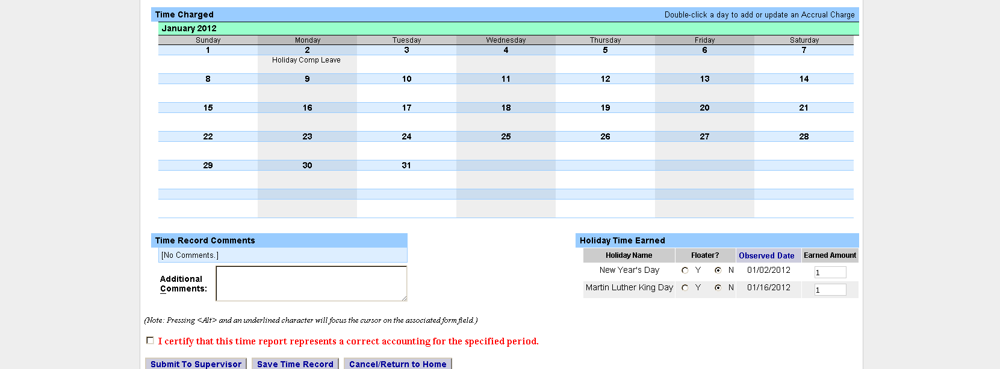 Time Charged Double-click a day to add or update an Accrual Charge
January 2012
Sunday Monday Tuesday Wednesday Thursday Friday Saturday
1 2 3 4 5 6 7
Holiday Comp Leave
8 9 10 11 12 13 14
15 16 17 18 19 20 21
22 23 24 25 26 27 28
29 30 31
Time Record Comments
[No Comments.]
Additional
Comments:
Holiday Time Earned
Holiday Name Floater? Observed Date Earned Amount
New Year's Day Y N 01/02/2012 1
Martin Luther King Day Y N 01/16/2012 1
(Note: Pressing <Alt> and an underlined character will focus the cursor on the associated form field.)
I certify that this time report represents a correct accounting for the specified period.
Submit To Supervisor Save Time Record Cancel/Return to Home